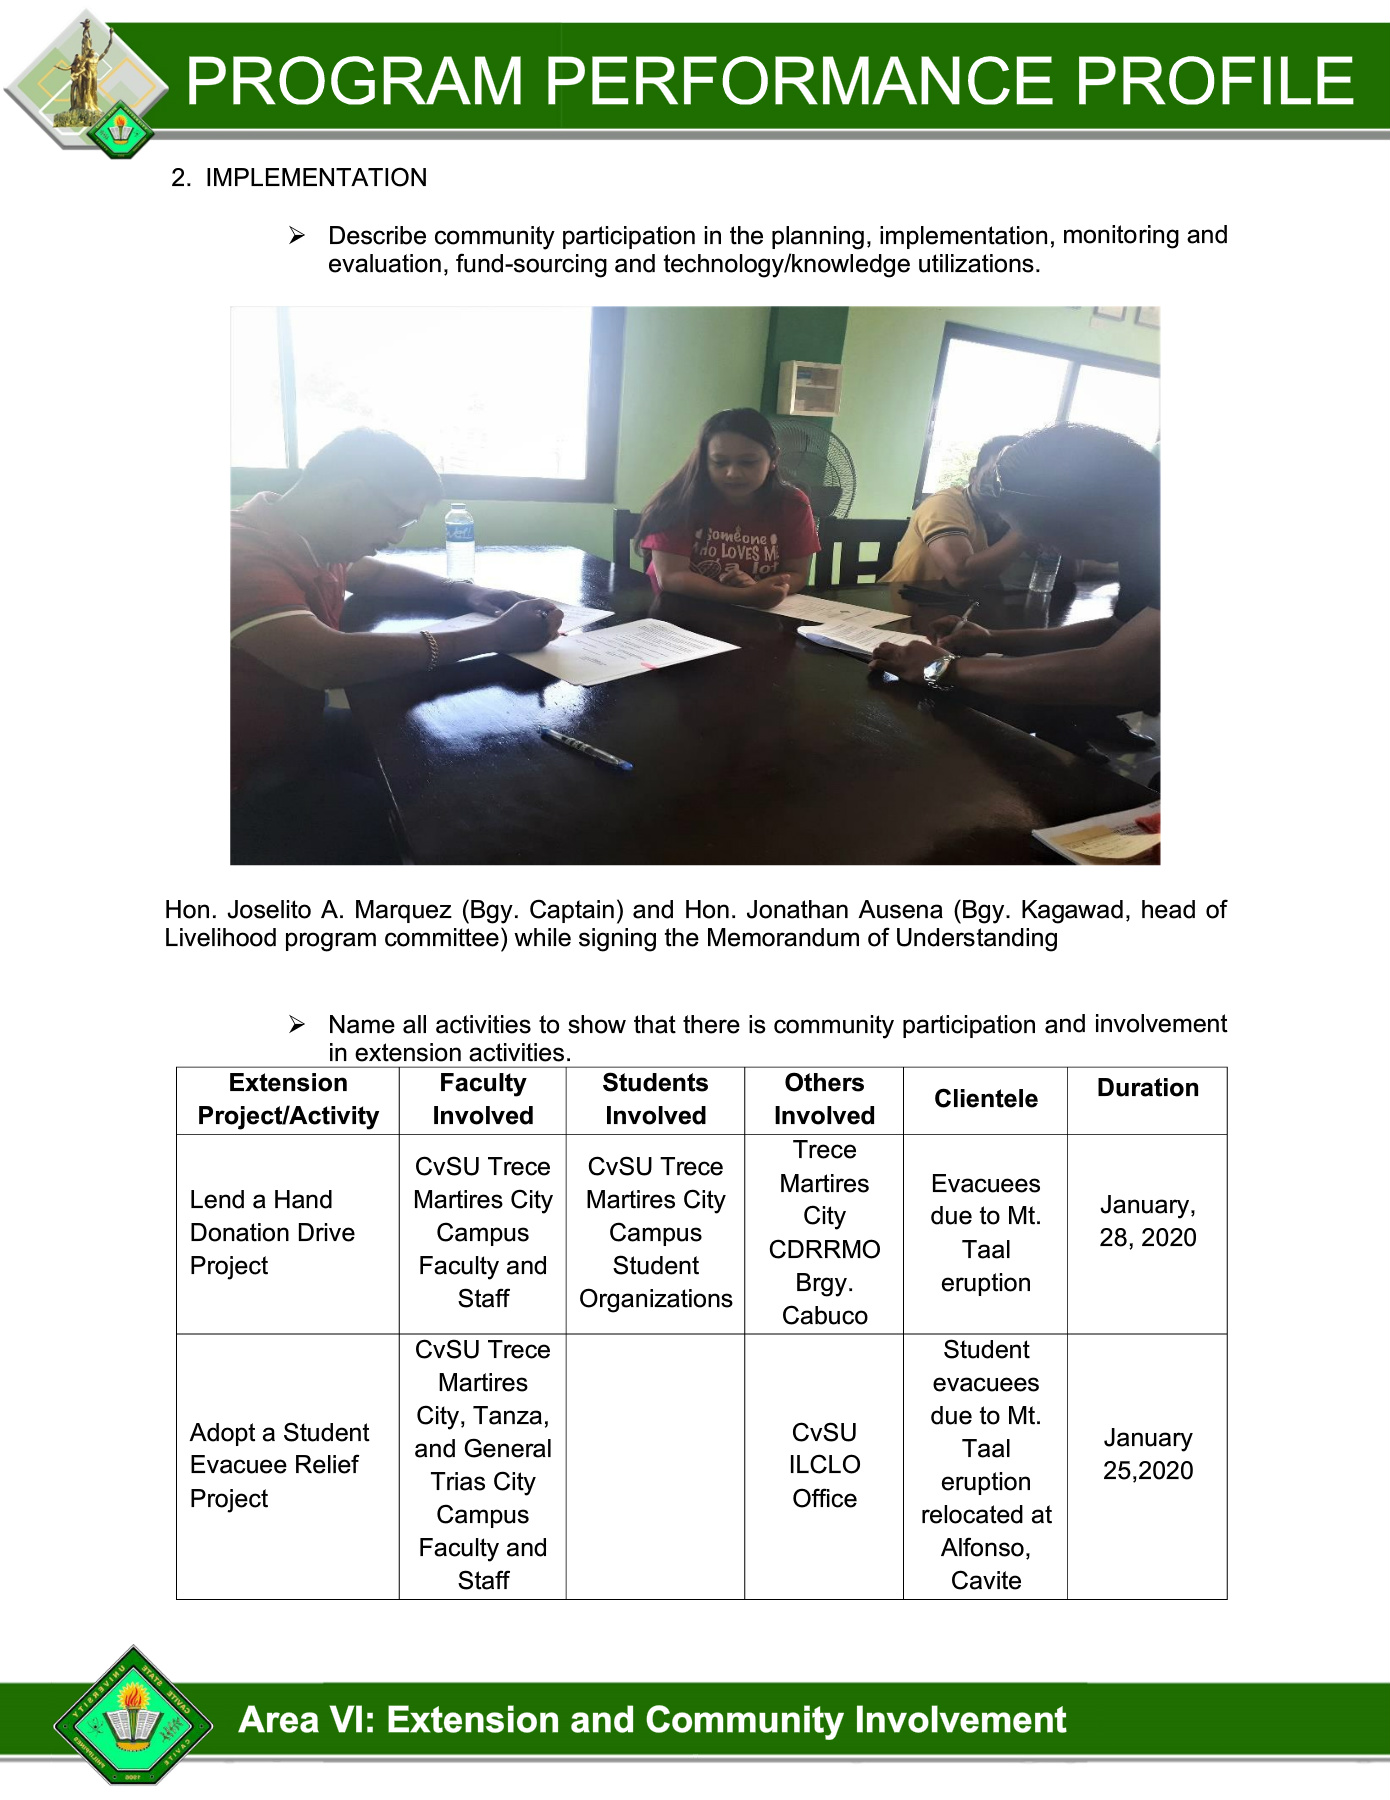 PROGRAM PERFORMANCE PROFILE
2. IMPLEMENTATION
➢ Describe community participation in the planning, implementation, monitoring and
evaluation, fund-sourcing and technology/knowledge utilizations.
Someone
LOVES
a lot
Hon. Joselito A. Marquez (Bgy. Captain) and Hon. Jonathan Ausena (Bgy. Kagawad, head of
Livelihood program committee) while signing the Memorandum of Understanding
➢ Name all activities to show that there is community participation and involvement
in extension activities.
Extension
Project/Activity
Faculty
Involved
Students
Involved
Others
Involved
Clientele
Duration
Lend a Hand
Donation Drive
Project
CvSU Trece
Martires City
Campus
Faculty and
Staff
CvSU Trece
Martires City
Campus
Student
Organizations
Trece
Martires
City
CDRRMO
Brgy.
Cabuco
Evacuees
due to Mt.
Taal
eruption
January,
28, 2020
Adopt a Student
Evacuee Relief
Project
CvSU Trece
Martires
City, Tanza,
and General
Trias City
Campus
Faculty and
Staff
CvSU
ILCLO
Office
Student
evacuees
due to Mt.
Taal
eruption
relocated at
Alfonso,
Cavite
January
25,2020
CAVITE STATE UNIVERSITY
CAVITE PHILIPPINES
Area VI: Extension and Community Involvement